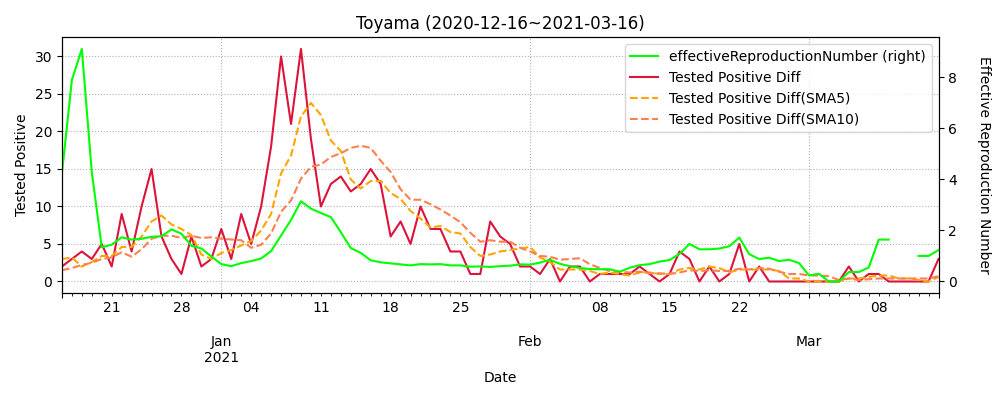 Toyama (2020-12-16~2021-03-16)
effectiveReproductionNumber (right)
Tested Positive Diff
Tested Positive Diff(SMA5)
Tested Positive Diff(SMA10)
Tested Positive
30
25
20
15
10
5
0
Effective Reproduction Number
8
6
4
2
0
21 28 04 11 18 25 08 15 22 08
Jan Feb Mar
2021
Date